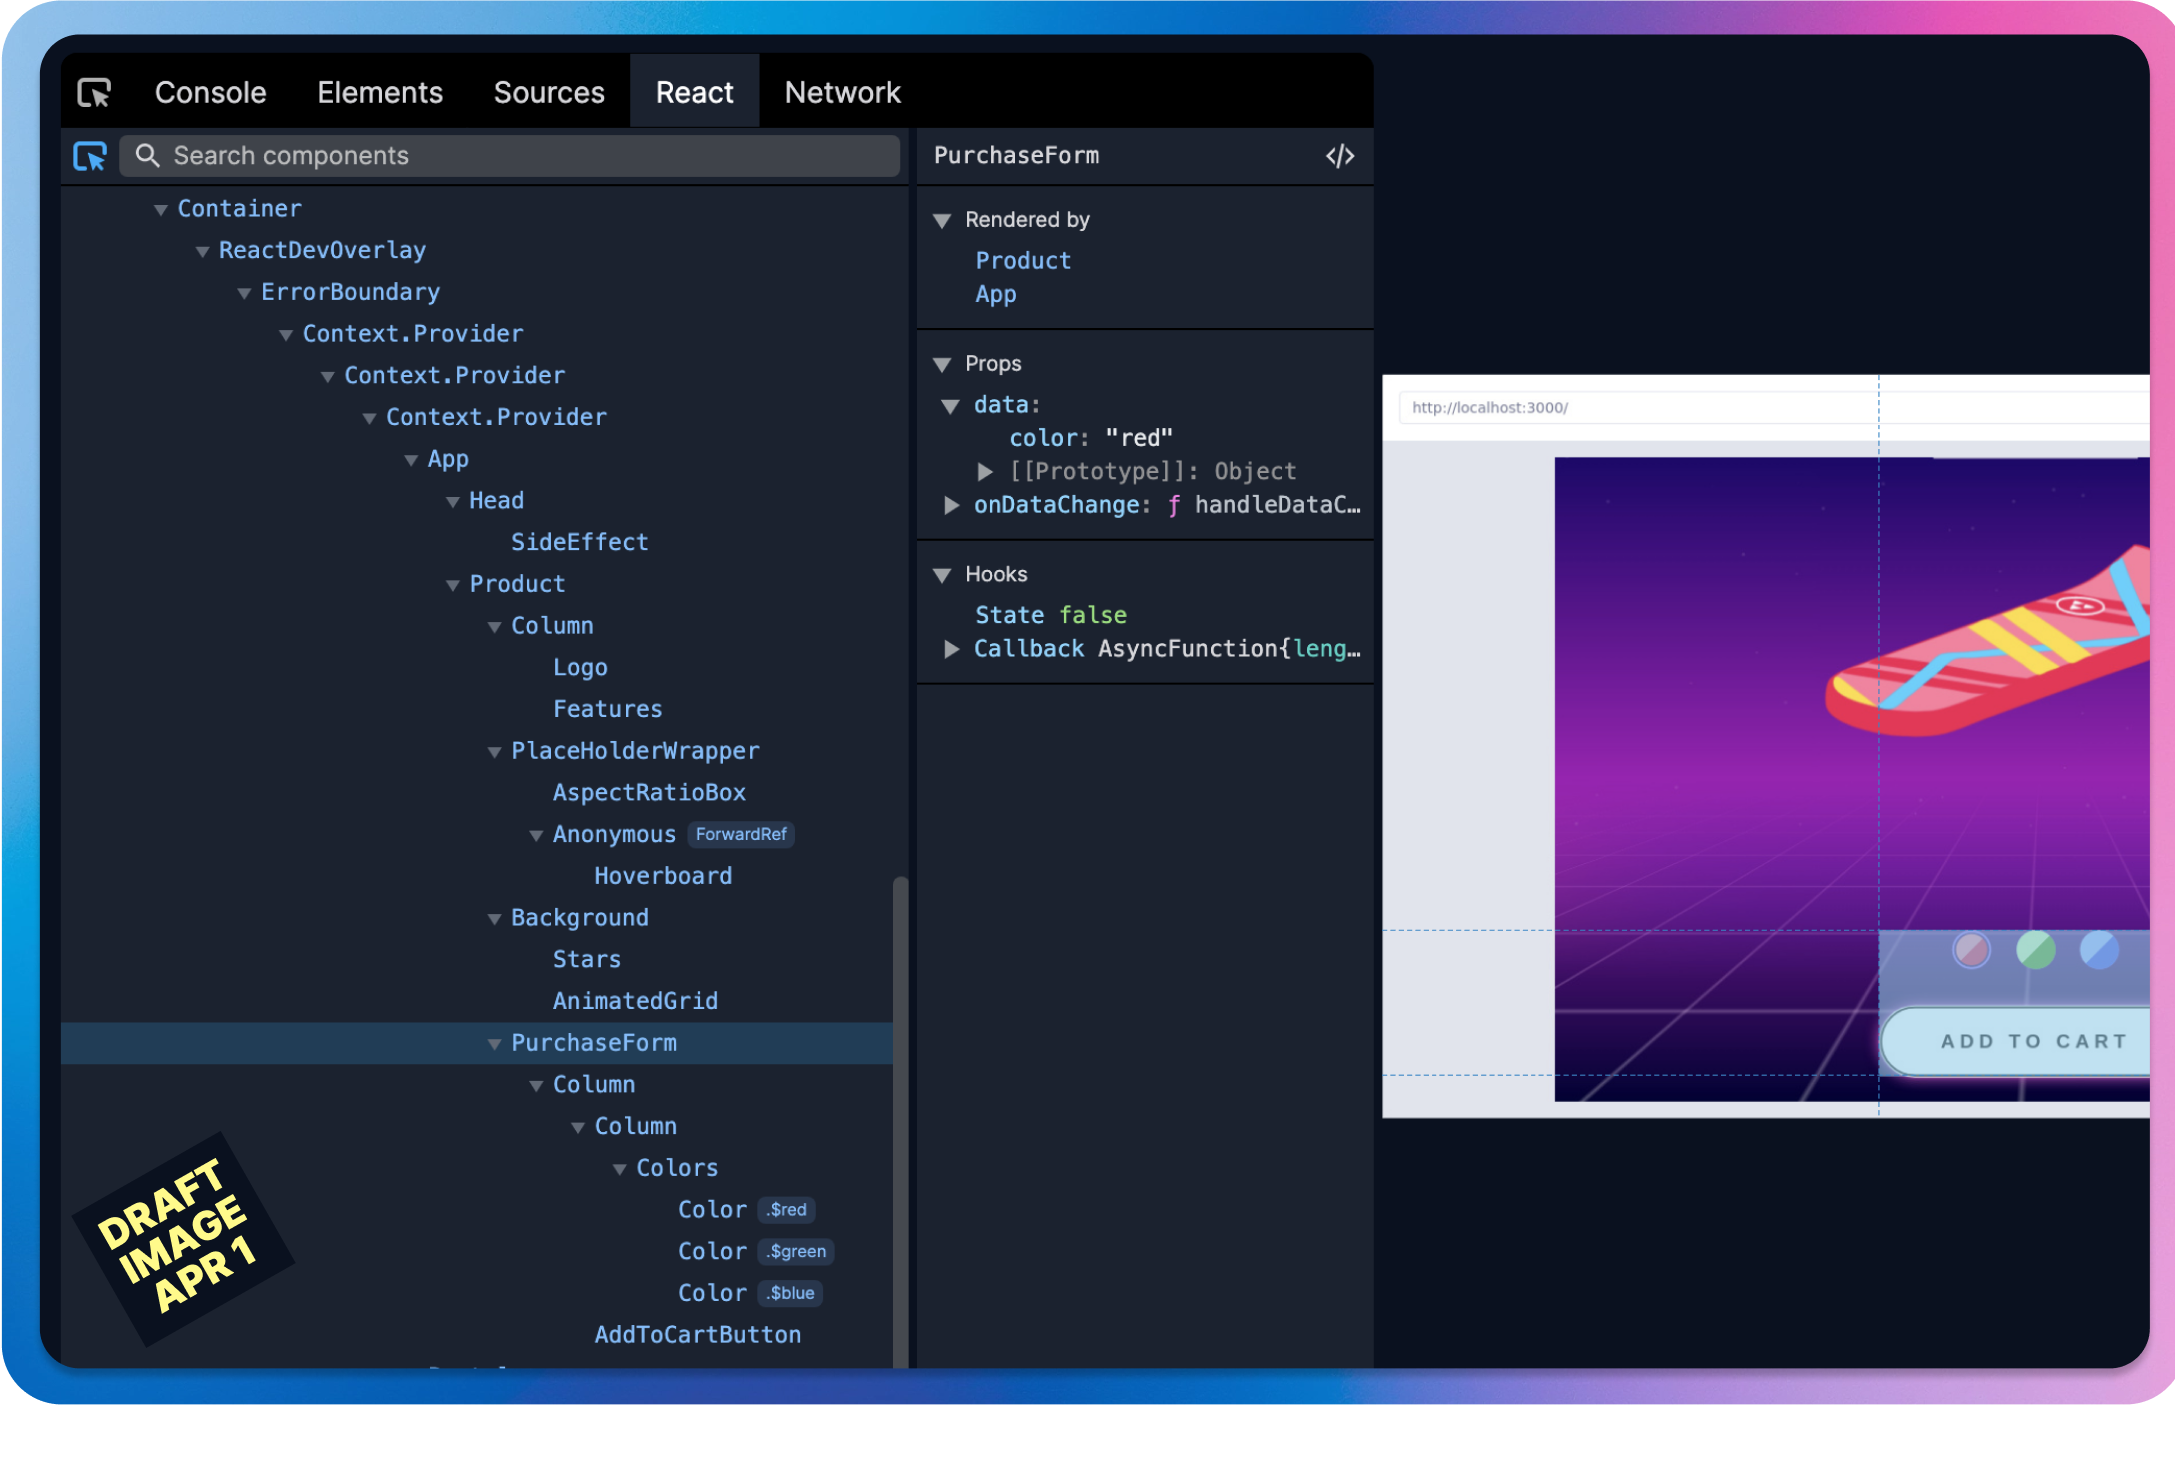 Console Elements Sources React Network
Search components
Container
ReactDevOverlay
ErrorBoundary
Context.Provider
Context.Provider
Context.Provider
App
Head
SideEffect
Product
Column
Logo
Features
PlaceHolderWrapper
AspectRatioBox
Anonymous ForwardRef
Hoverboard
Background
Stars
AnimatedGrid
PurchaseForm
Column
Column
Colors
Color .$red
Color .$green
Color .$blue
AddToCartButton
PurchaseForm </>
Rendered by
Product
App
Props
data:
color: "red"
[[Prototype]]: Object
onDataChange: ƒ handleDataC…
Hooks
State false
Callback AsyncFunction{leng…
http://localhost:3000/
ADD TO CART
DRAFT
IMAGE
APR 1